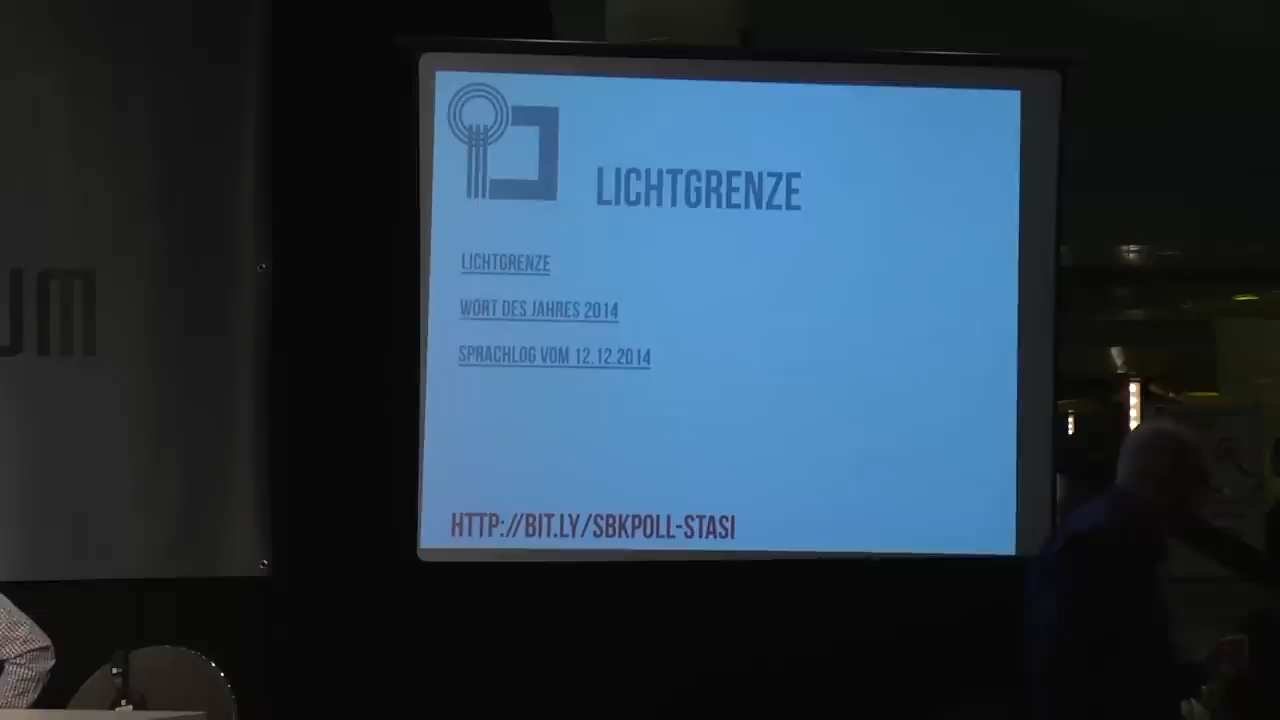 LICHTGRENZE
LICHTGRENZE
WORT DES JAHRES 2014
SPRACHLOG VOM 12.12.2014
HTTP://BIT.LY/SBKPOLL-STASI
UM